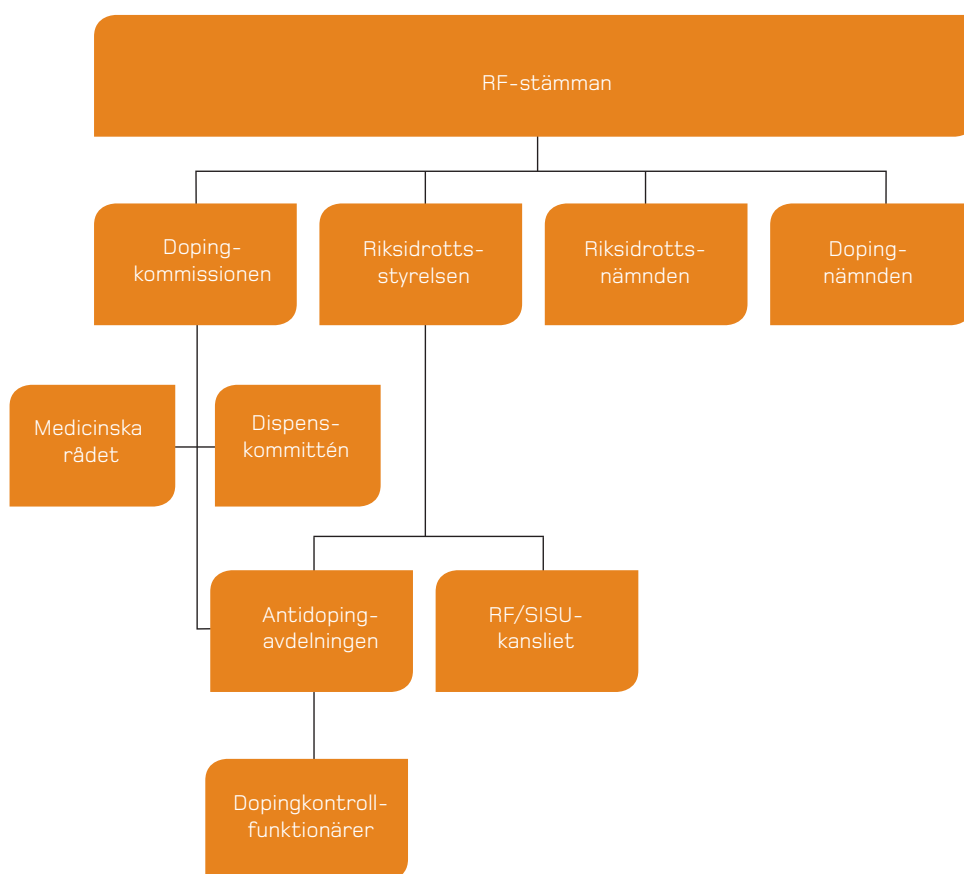 RF-stämman
Doping-
kommissionen
Riksidrotts-
styrelsen
Riksidrotts-
nämnden
Doping-
nämnden
Medicinska
rådet
Dispens-
kommittén
Antidoping-
avdelningen
RF/SISU-
kansliet
Dopingkontroll-
funktionärer